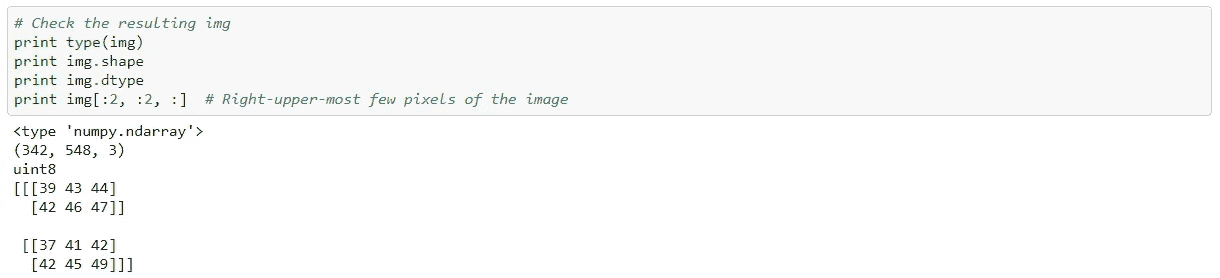 # Check the resulting img
print type(img)
print img.shape
print img.dtype
print img[:2, :2, :]  # Right-upper-most few pixels of the image
<type 'numpy.ndarray'>
(342, 548, 3)
uint8
[[[39 43 44]
  [42 46 47]]
 [[37 41 42]
  [42 45 49]]]